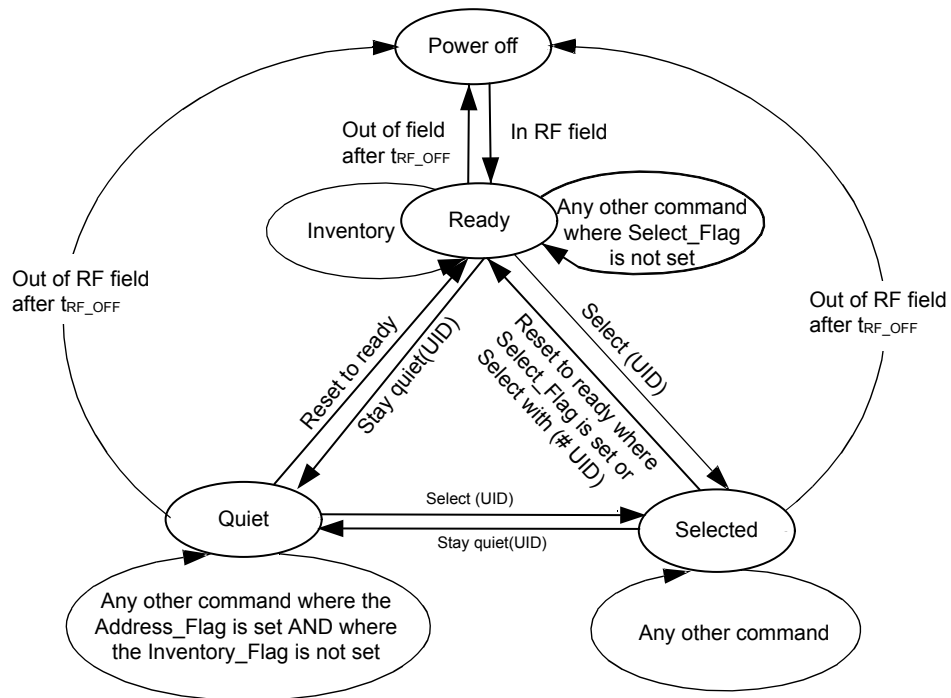 Power off
Out of field
after tRF_OFF
In RF field
Inventory
Ready
Any other command
where Select_Flag
is not set
Out of RF field
after tRF_OFF
Out of RF field
after tRF_OFF
Reset to ready
Stay quiet(UID)
Reset to ready where
Select_Flag is set or
Select with (# UID)
Select (UID)
Quiet
Select (UID)
Stay quiet(UID)
Selected
Any other command where the
Address_Flag is set AND where
the Inventory_Flag is not set
Any other command